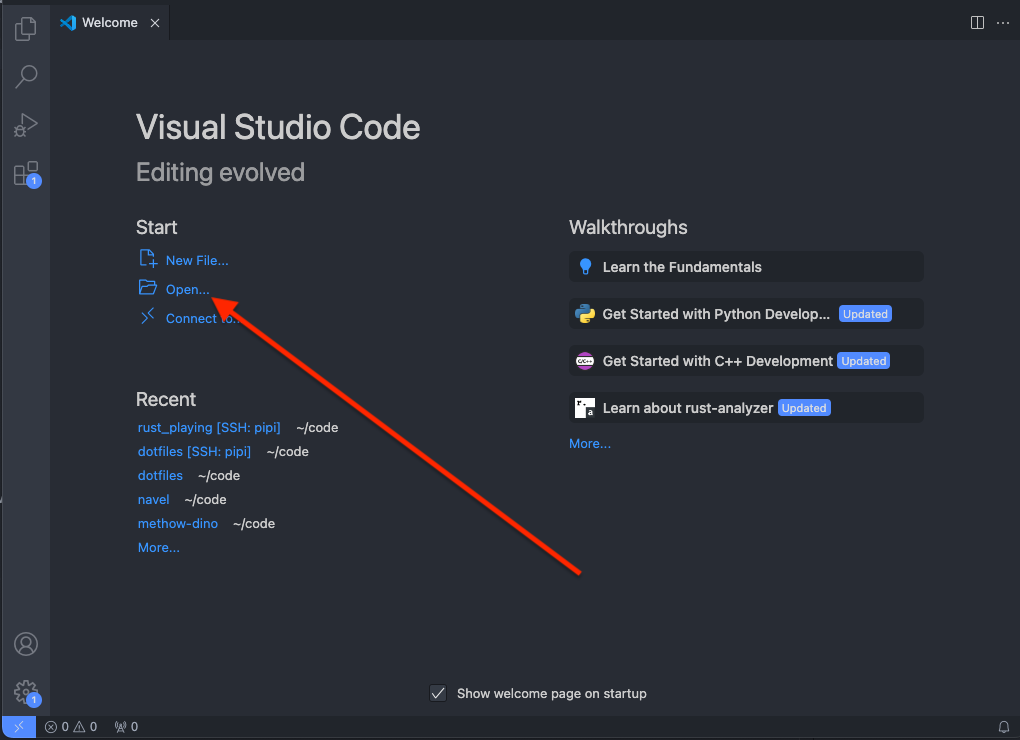 Welcome
Visual Studio Code
Editing evolved
Start
New File...
Open...
Connect to...
Recent
rust_playing [SSH: pipi] ~/code
dotfiles [SSH: pipi] ~/code
dotfiles ~/code
navel ~/code
methow-dino ~/code
More...
Walkthroughs
Learn the Fundamentals
Get Started with Python Develop... Updated
C/C++ Get Started with C++ Development Updated
r. a Learn about rust-analyzer Updated
More...
1
1
Show welcome page on startup
0 0 0